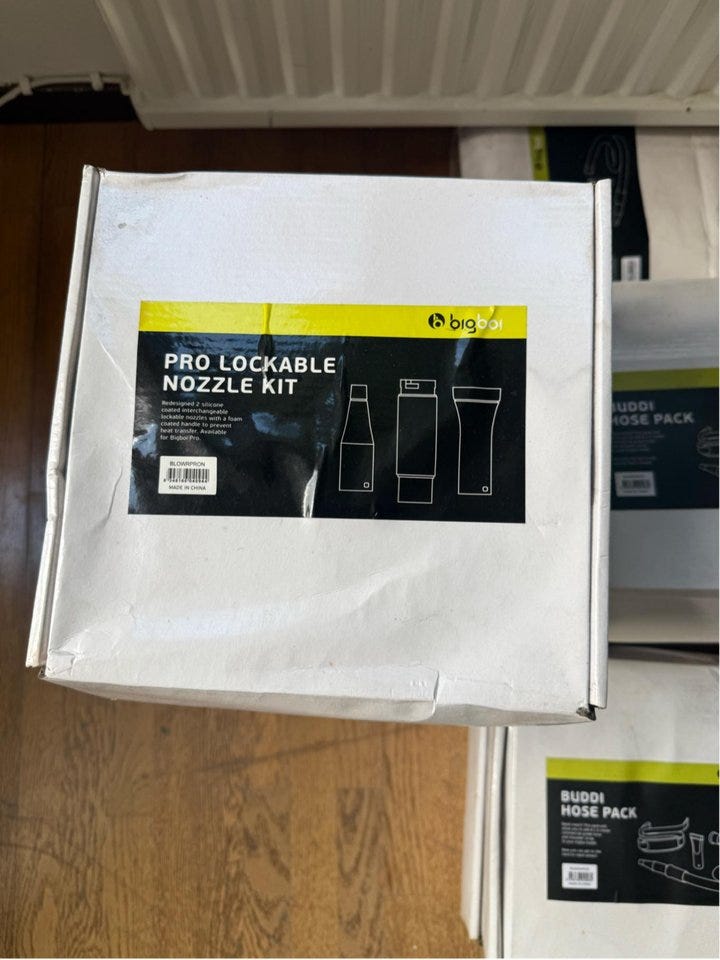 bigboi
PRO LOCKABLE
NOZZLE KIT
Redesigned 2 silicone
coated interchangeable
lockable nozzles with a foam
coated handle to prevent
heat transfer. Available
for Bigboi Pro.
BLOWRPRON
MADE IN CHINA
BUDDI
HOSE PACK
BUDDI
HOSE PACK